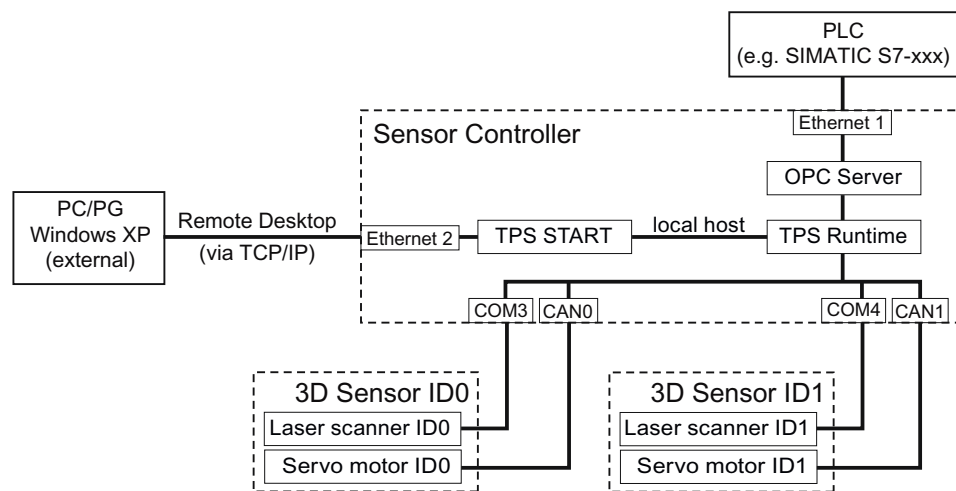 PLC
(e.g. SIMATIC S7-xxx)
Ethernet 1
Sensor Controller
OPC Server
PC/PG
Windows XP
(external)
Remote Desktop
(via TCP/IP)
Ethernet 2
TPS START
local host
TPS Runtime
COM3
CAN0
COM4
CAN1
3D Sensor ID0
Laser scanner ID0
Servo motor ID0
3D Sensor ID1
Laser scanner ID1
Servo motor ID1